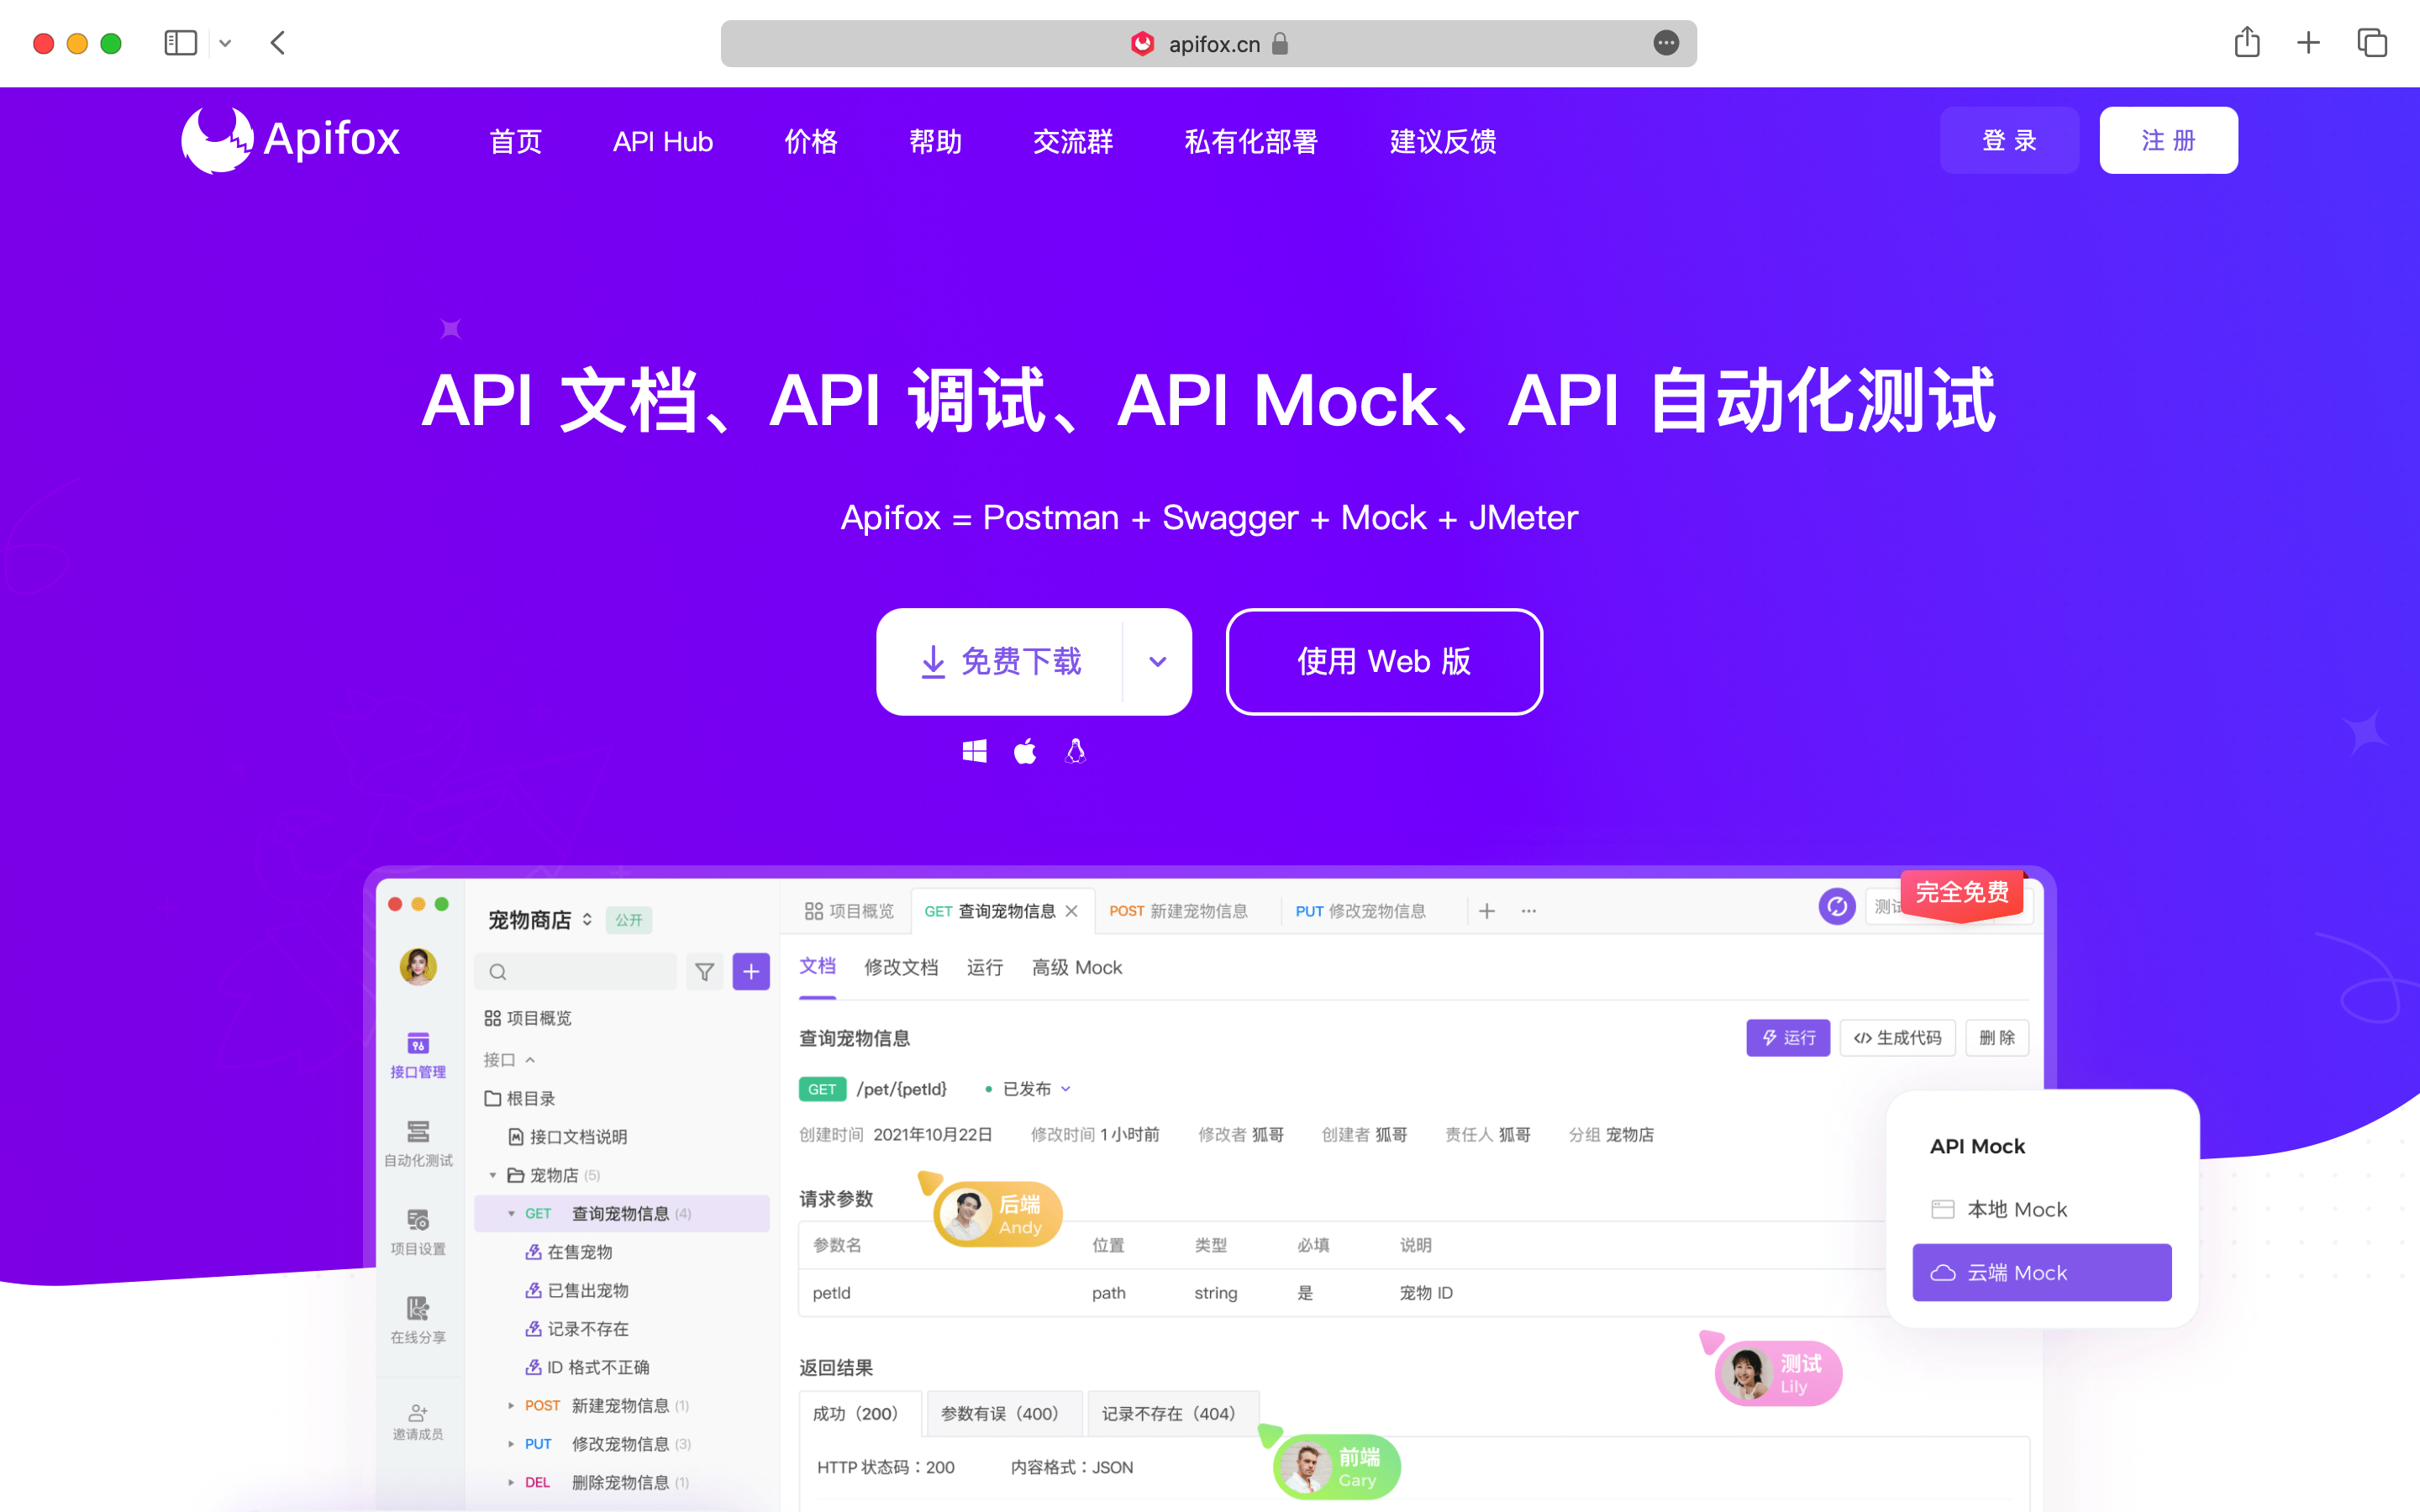 apifox.cn
Apifox 首页 API Hub 价格 帮助 交流群 私有化部署 建议反馈 登 录 注 册
API 文档、API 调试、API Mock、API 自动化测试
Apifox = Postman + Swagger + Mock + JMeter
免费下载 使用 Web 版
宠物商店 公开
项目概览 GET 查询宠物信息 POST 新建宠物信息 PUT 修改宠物信息 ... 完全免费
文档 修改文档 运行 高级 Mock
项目概览
查询宠物信息 运行 生成代码 删 除
接口
接口管理
GET /pet/{petId} 已发布
根目录
创建时间 2021年10月22日 修改时间 1 小时前 修改者 狐哥 创建者 狐哥 责任人 狐哥 分组 宠物店
接口文档说明
API Mock
自动化测试
宠物店 (5)
请求参数
后端
Andy
本地 Mock
GET 查询宠物信息 (4)
参数名 位置 类型 必填 说明
项目设置
在售宠物
云端 Mock
已售出宠物
petId path string 是 宠物 ID
记录不存在
在线分享
ID 格式不正确
返回结果
测试
Lily
POST 新建宠物信息 (1)
成功（200） 参数有误（400） 记录不存在（404）
邀请成员
PUT 修改宠物信息 (3)
前端
Gary
HTTP 状态码：200 内容格式：JSON
DEL 删除宠物信息 (1)